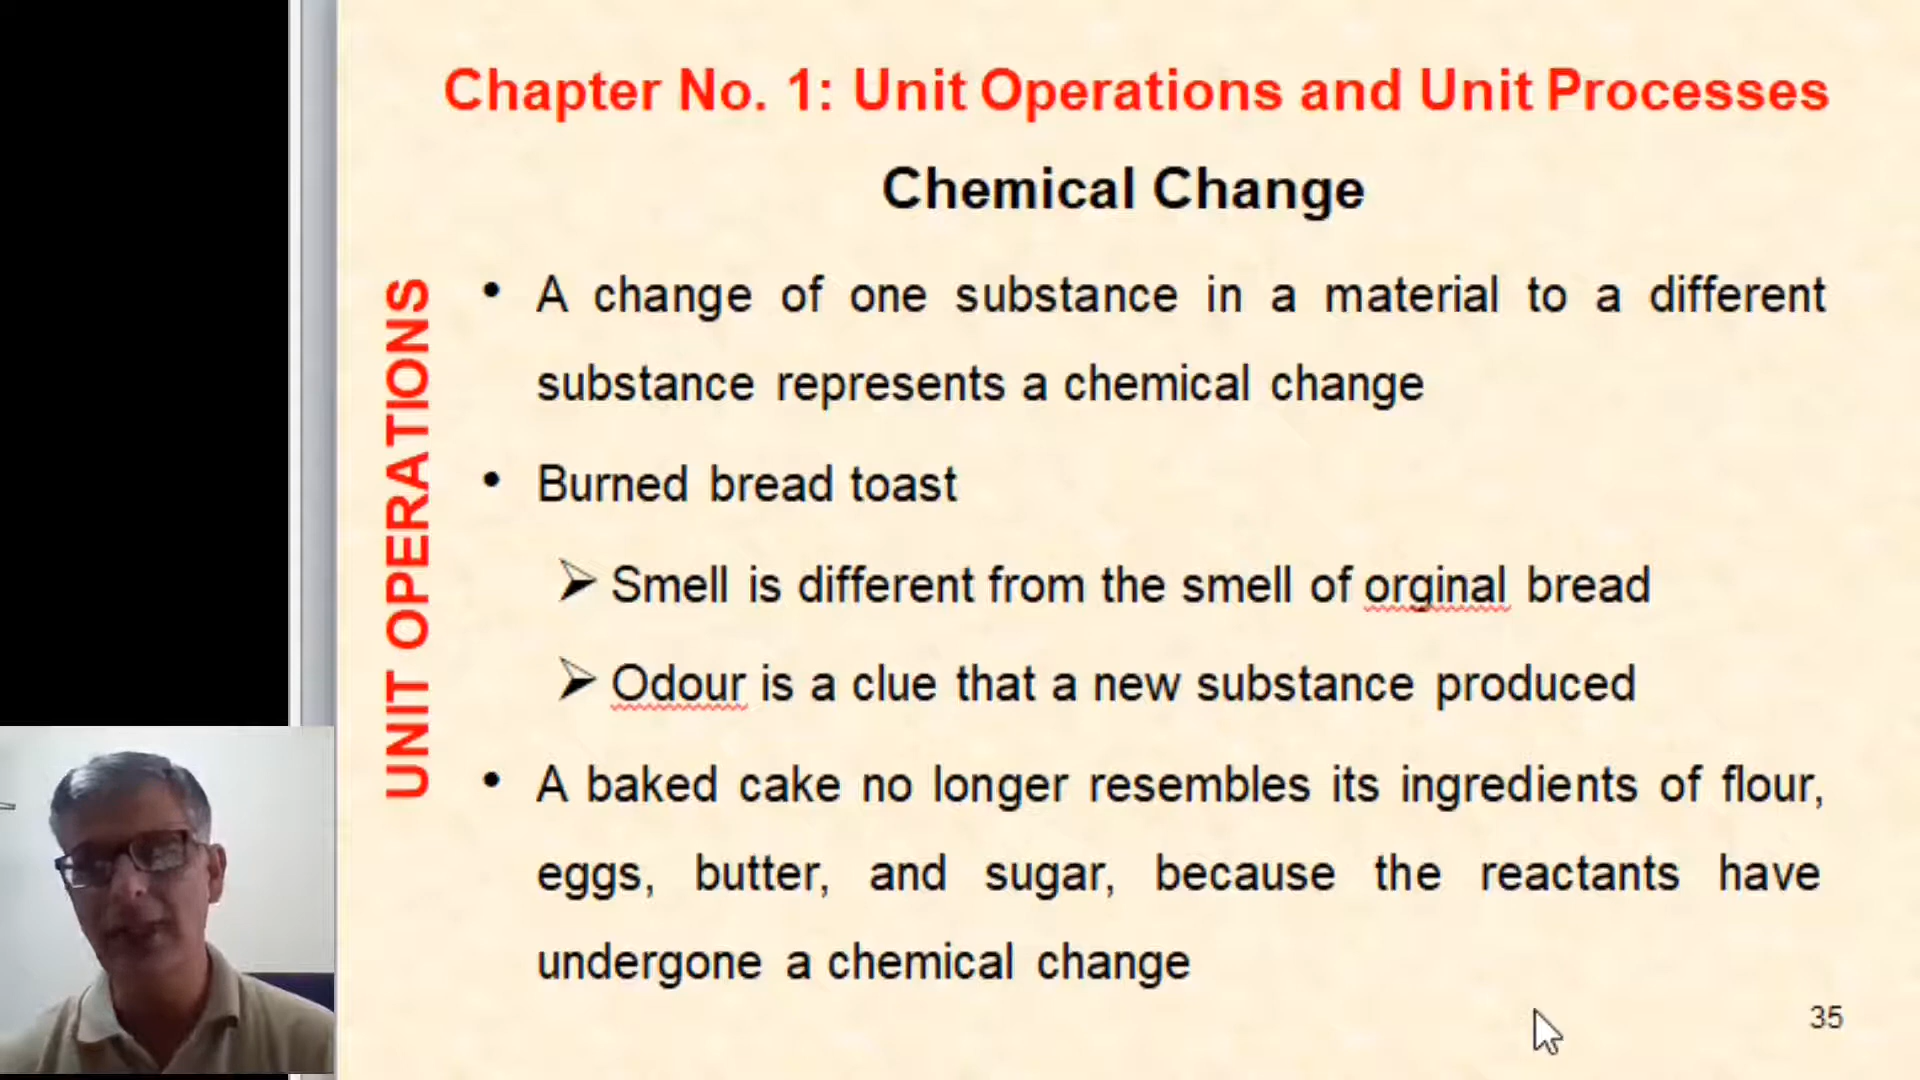 Chapter No. 1: Unit Operations and Unit Processes
Chemical Change
UNIT OPERATIONS
• A change of one substance in a material to a different
substance represents a chemical change
• Burned bread toast
➢ Smell is different from the smell of orginal bread
➢ Odour is a clue that a new substance produced
• A baked cake no longer resembles its ingredients of flour,
eggs, butter, and sugar, because the reactants have
undergone a chemical change
35